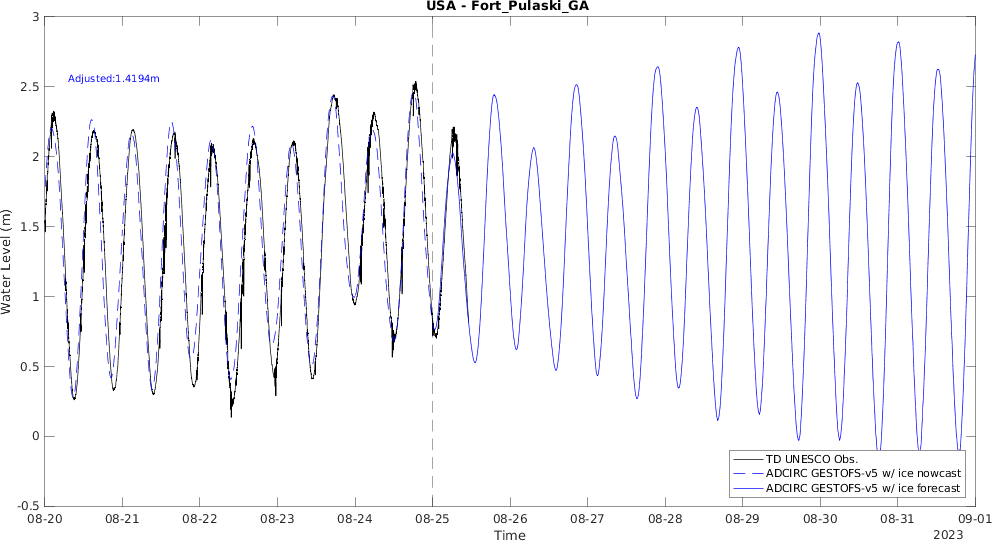 USA - Fort_Pulaski_GA
3
2.5
2
1.5
1
0.5
0
-0.5
Water Level (m)
Adjusted:1.4194m
TD UNESCO Obs.
ADCIRC GESTOFS-v5 w/ ice nowcast
ADCIRC GESTOFS-v5 w/ ice forecast
08-20 08-21 08-22 08-23 08-24 08-25 08-26 08-27 08-28 08-29 08-30 08-31 09-01
Time
2023